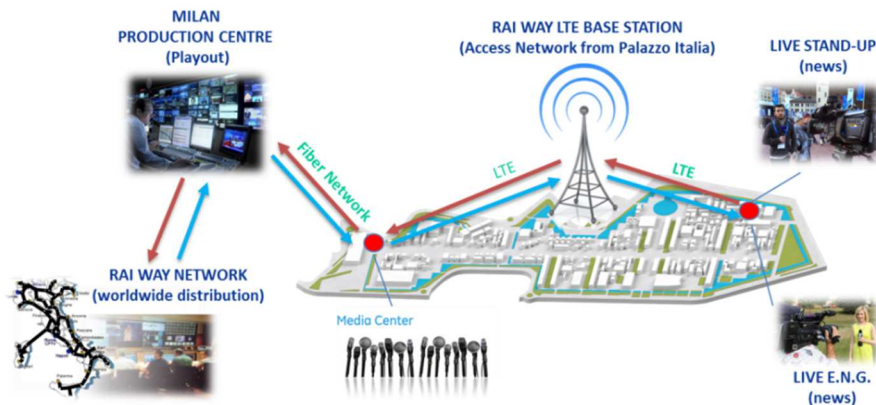 MILAN
PRODUCTION CENTRE
(Playout)
RAI WAY LTE BASE STATION
(Access Network from Palazzo Italia)
LIVE STAND-UP
(news)
Fiber Network
LTE
LTE
RAI WAY NETWORK
(worldwide distribution)
Media Center
LIVE E.N.G.
(news)